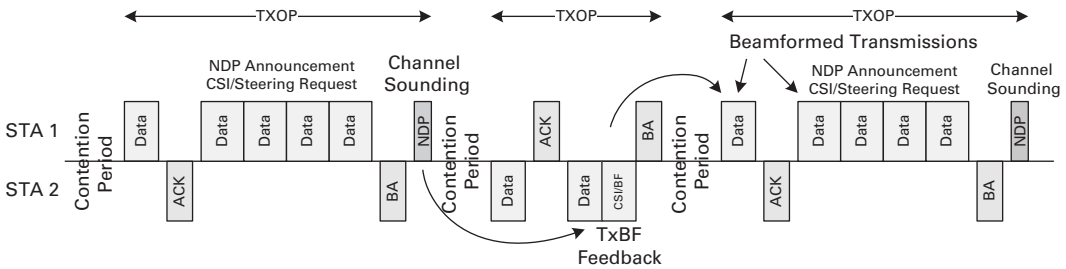 TXOP TXOP TXOP
Beamformed Transmissions
NDP Announcement
CSI/Steering Request
Channel
Sounding
NDP Announcement
CSI/Steering Request
Channel
Sounding
STA 1
STA 2
Contention
Period
Data
ACK
Data
Data
Data
Data
BA
NDP
Contention
Period
Data
ACK
Data
CSI/BF
BA
TxBF
Feedback
Contention
Period
Data
ACK
Data
Data
Data
Data
BA
NDP